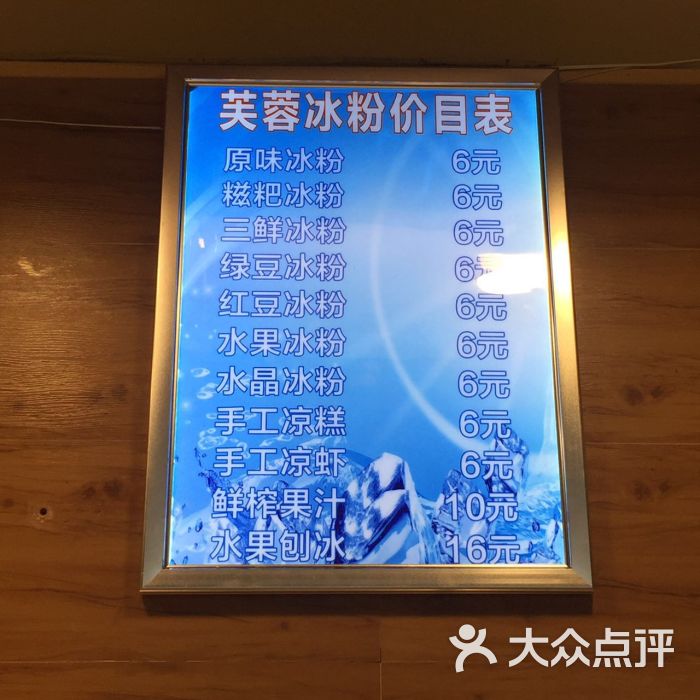 芙蓉冰粉价目表
原味冰粉 6元
糍粑冰粉 6元
三鲜冰粉 6元
绿豆冰粉 6元
红豆冰粉 6元
水果冰粉 6元
水晶冰粉 6元
手工凉糕 6元
手工凉虾 6元
鲜榨果汁 10元
水果刨冰 16元
大众点评